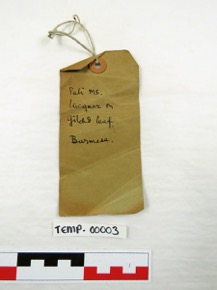 Pali ms.
lacquer on
gilded leaf.
Burmese.
TEMP. 00003